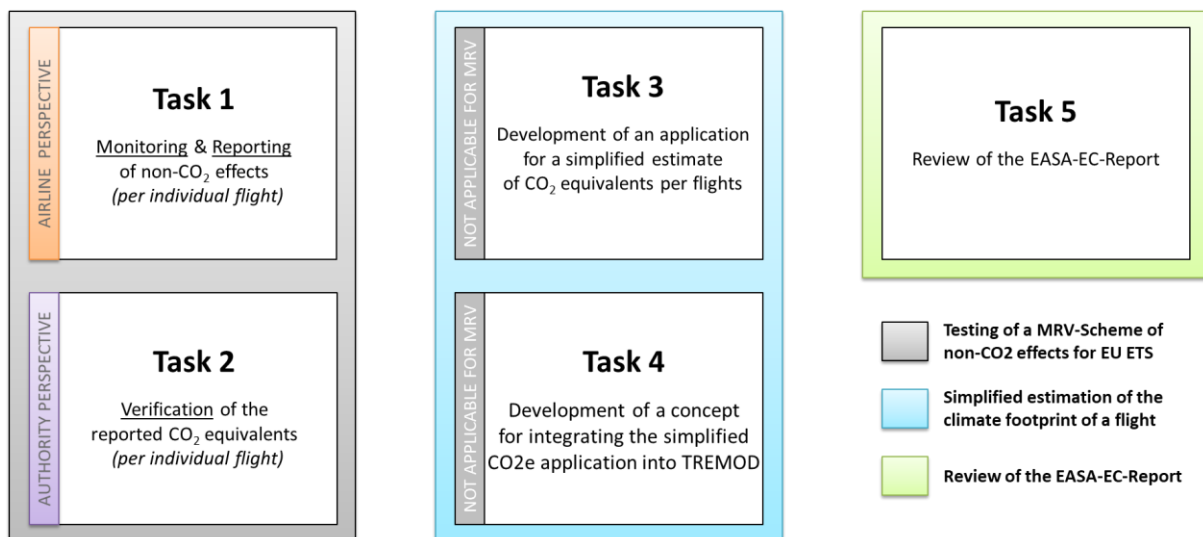 AIRLINE PERSPECTIVE
Task 1
Monitoring & Reporting
of non-CO₂ effects
(per individual flight)
AUTHORITY PERSPECTIVE
Task 2
Verification of the
reported CO₂ equivalents
(per individual flight)
NOT APPLICABLE FOR MRV
Task 3
Development of an application
for a simplified estimate
of CO₂ equivalents per flights
NOT APPLICABLE FOR MRV
Task 4
Development of a concept
for integrating the simplified
CO2e application into TREMOD
Task 5
Review of the EASA-EC-Report
Testing of a MRV-Scheme of
non-CO2 effects for EU ETS
Simplified estimation of the
climate footprint of a flight
Review of the EASA-EC-Report